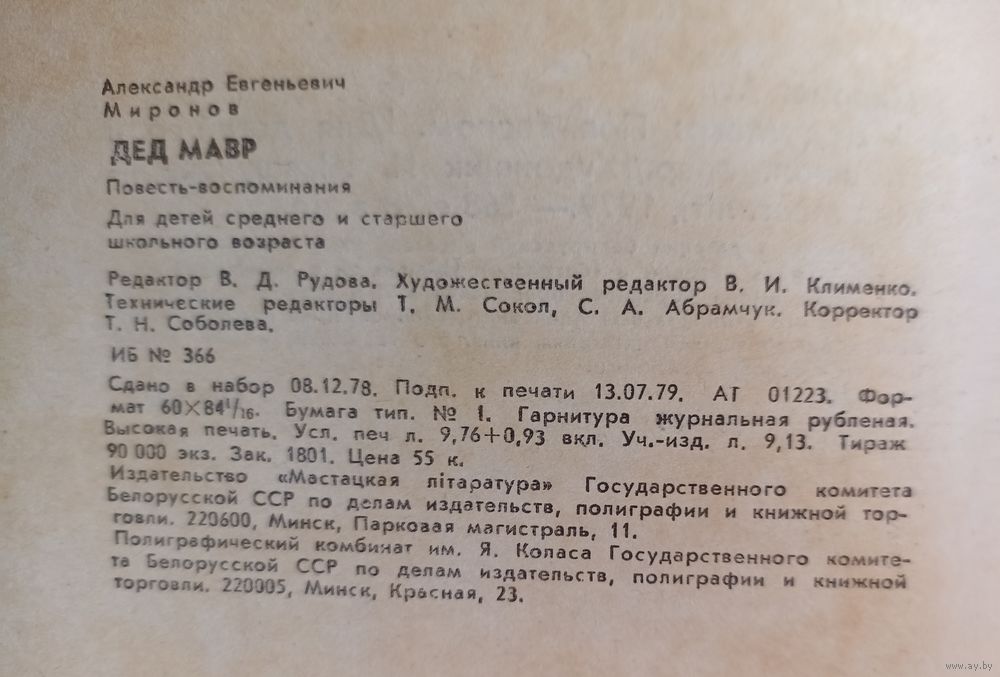 Александр Евгеньевич
Миронов
ДЕД МАВР
Повесть-воспоминания
Для детей среднего и старшего
школьного возраста
Редактор В. Д. Рудова. Художественный редактор В. И. Клименко.
Технические редакторы Т. М. Сокол, С. А. Абрамчук. Корректор
Т. Н. Соболева.
ИБ № 366
Сдано в набор 08.12.78. Подп. к печати 13.07.79. АТ 01223. Фор-
мат 60×84¹/₁₆. Бумага тип. № 1. Гарнитура журнальная рубленая.
Высокая печать. Усл. печ л. 9,76+0,93 вкл. Уч.-изд. л. 9,13. Тираж
90 000 экз. Зак. 1801. Цена 55 к.
Издательство «Мастацкая літаратура» Государственного комитета
Белорусской ССР по делам издательств, полиграфии и книжной тор-
говли. 220600, Минск, Парковая магистраль, 11.
Полиграфический комбинат им. Я. Коласа Государственного комите-
та Белорусской ССР по делам издательств, полиграфии и книжной
торговли. 220005, Минск, Красная, 23.
www.ay.by